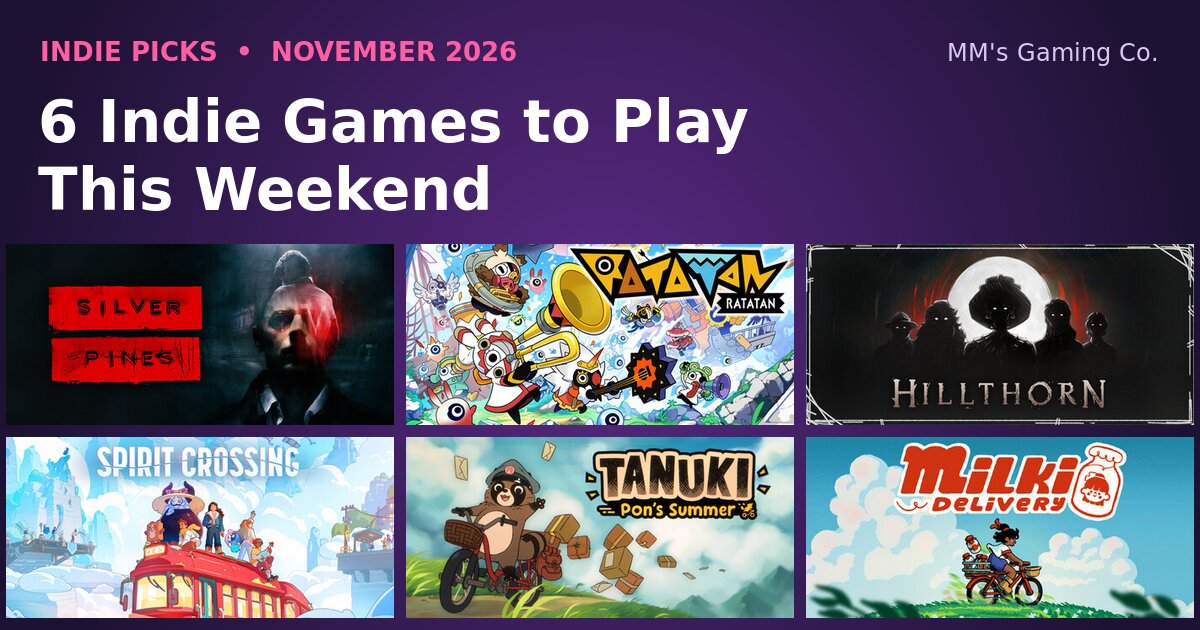 INDIE PICKS • NOVEMBER 2026
MM's Gaming Co.
6 Indie Games to Play
This Weekend
SILVER
PINES
RATATAN
RATATAN
HILLTHORN
SPIRIT CROSSING
TANUKI
Pon's Summer
Milki
DELIVERY